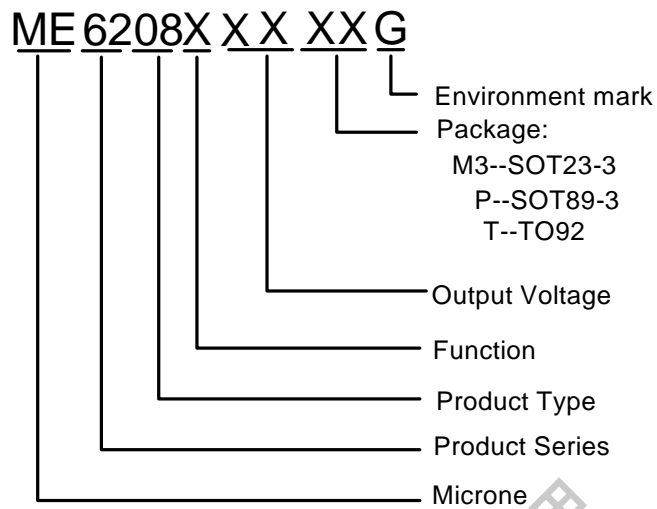 ME6208X XX XXG
Environment mark
Package:
M3--SOT23-3
P--SOT89-3
T--TO92
Output Voltage
Function
Product Type
Product Series
Microne